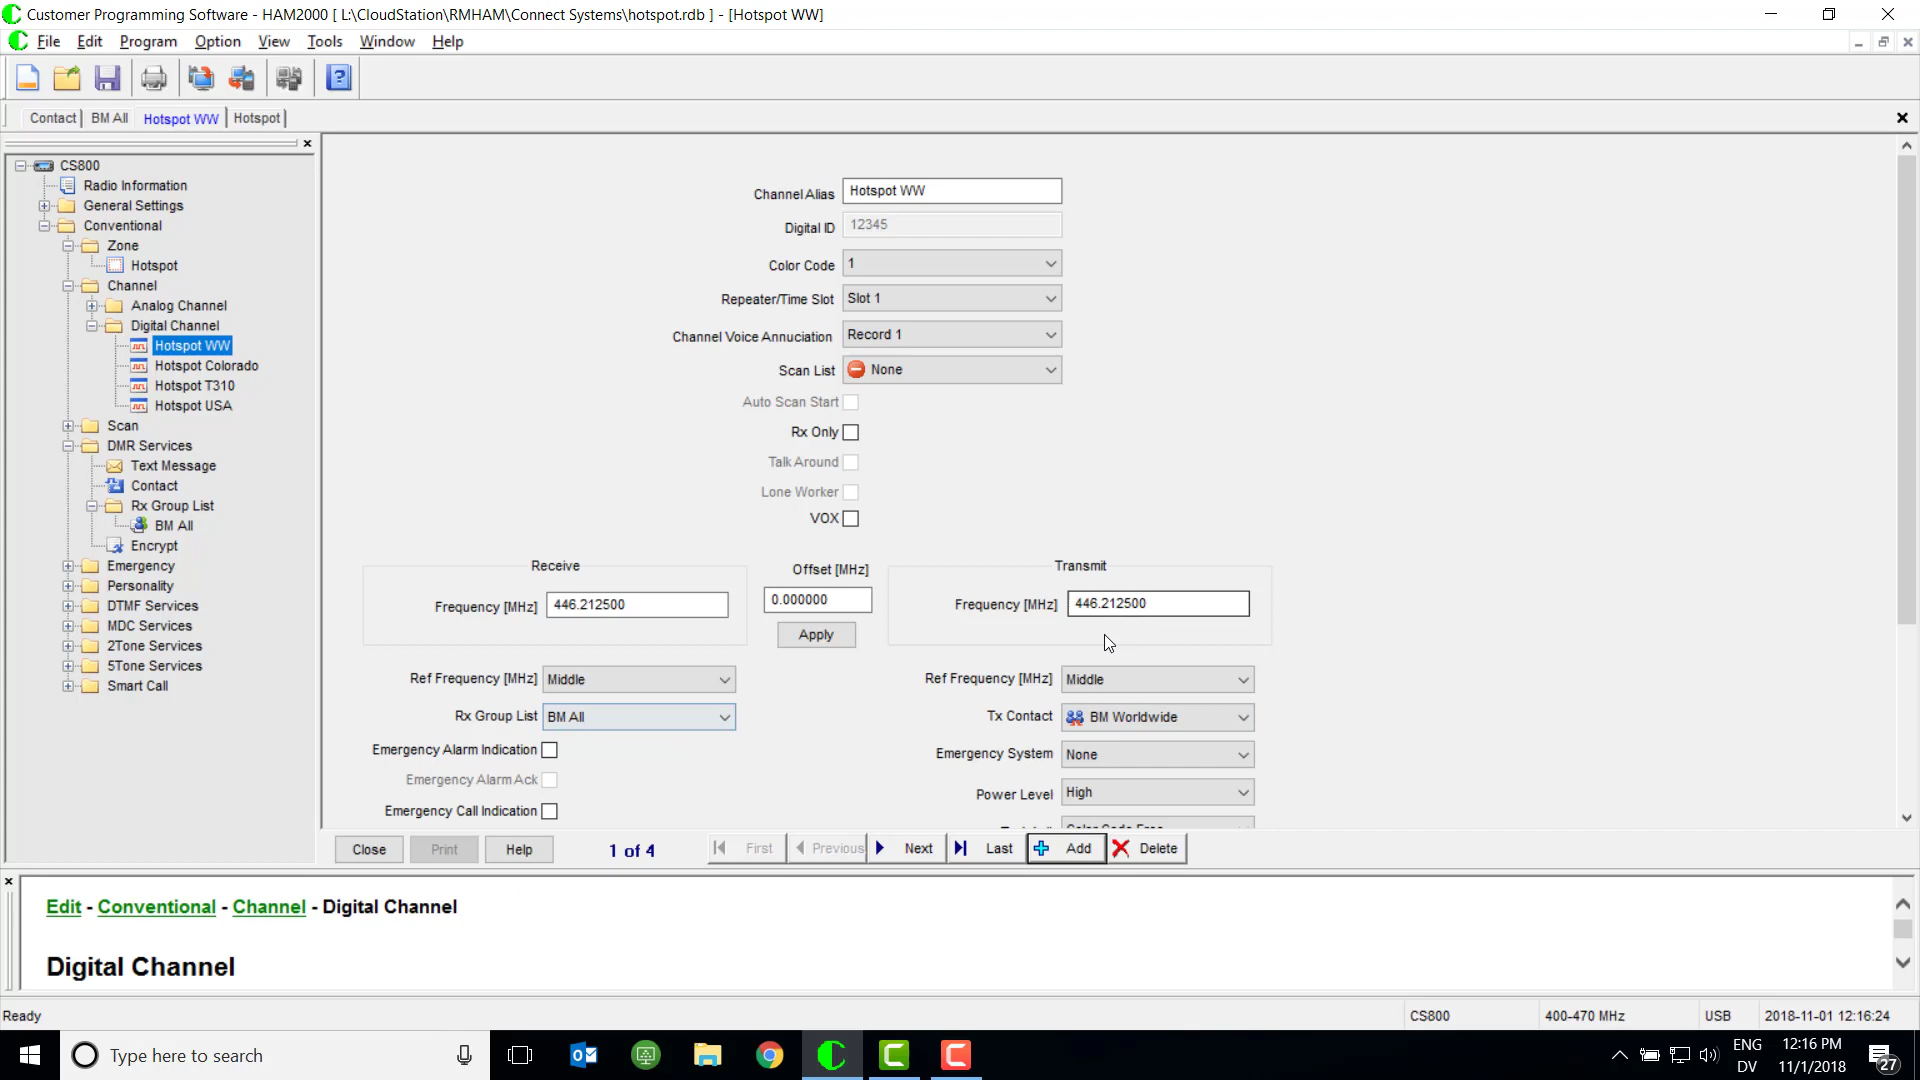 Customer Programming Software - HAM2000 [ L:\CloudStation\RMHAM\Connect Systems\hotspot.rdb ] - [Hotspot WW]
File Edit Program Option View Tools Window Help
Contact BM All Hotspot WW Hotspot
CS800
Radio Information
General Settings
Conventional
Zone
Hotspot
Channel
Analog Channel
Digital Channel
Hotspot WW
Hotspot Colorado
Hotspot T310
Hotspot USA
Scan
DMR Services
Text Message
Contact
Rx Group List
BM All
Encrypt
Emergency
Personality
DTMF Services
MDC Services
2Tone Services
5Tone Services
Smart Call
Channel Alias Hotspot WW
Digital ID 12345
Color Code 1
Repeater/Time Slot Slot 1
Channel Voice Annuciation Record 1
Scan List None
Auto Scan Start
Rx Only
Talk Around
Lone Worker
VOX
Receive Offset [MHz] Transmit
Frequency [MHz] 446.212500 0.000000 Frequency [MHz] 446.212500
Apply
Ref Frequency [MHz] Middle Ref Frequency [MHz] Middle
Rx Group List BM All Tx Contact BM Worldwide
Emergency Alarm Indication Emergency System None
Emergency Alarm Ack
Emergency Call Indication Power Level High
Close Print Help 1 of 4 First Previous Next Last Add Delete
Edit - Conventional - Channel - Digital Channel
Digital Channel
Ready CS800 400-470 MHz USB 2018-11-01 12:16:24
Type here to search
ENG 12:16 PM
DV 11/1/2018 27